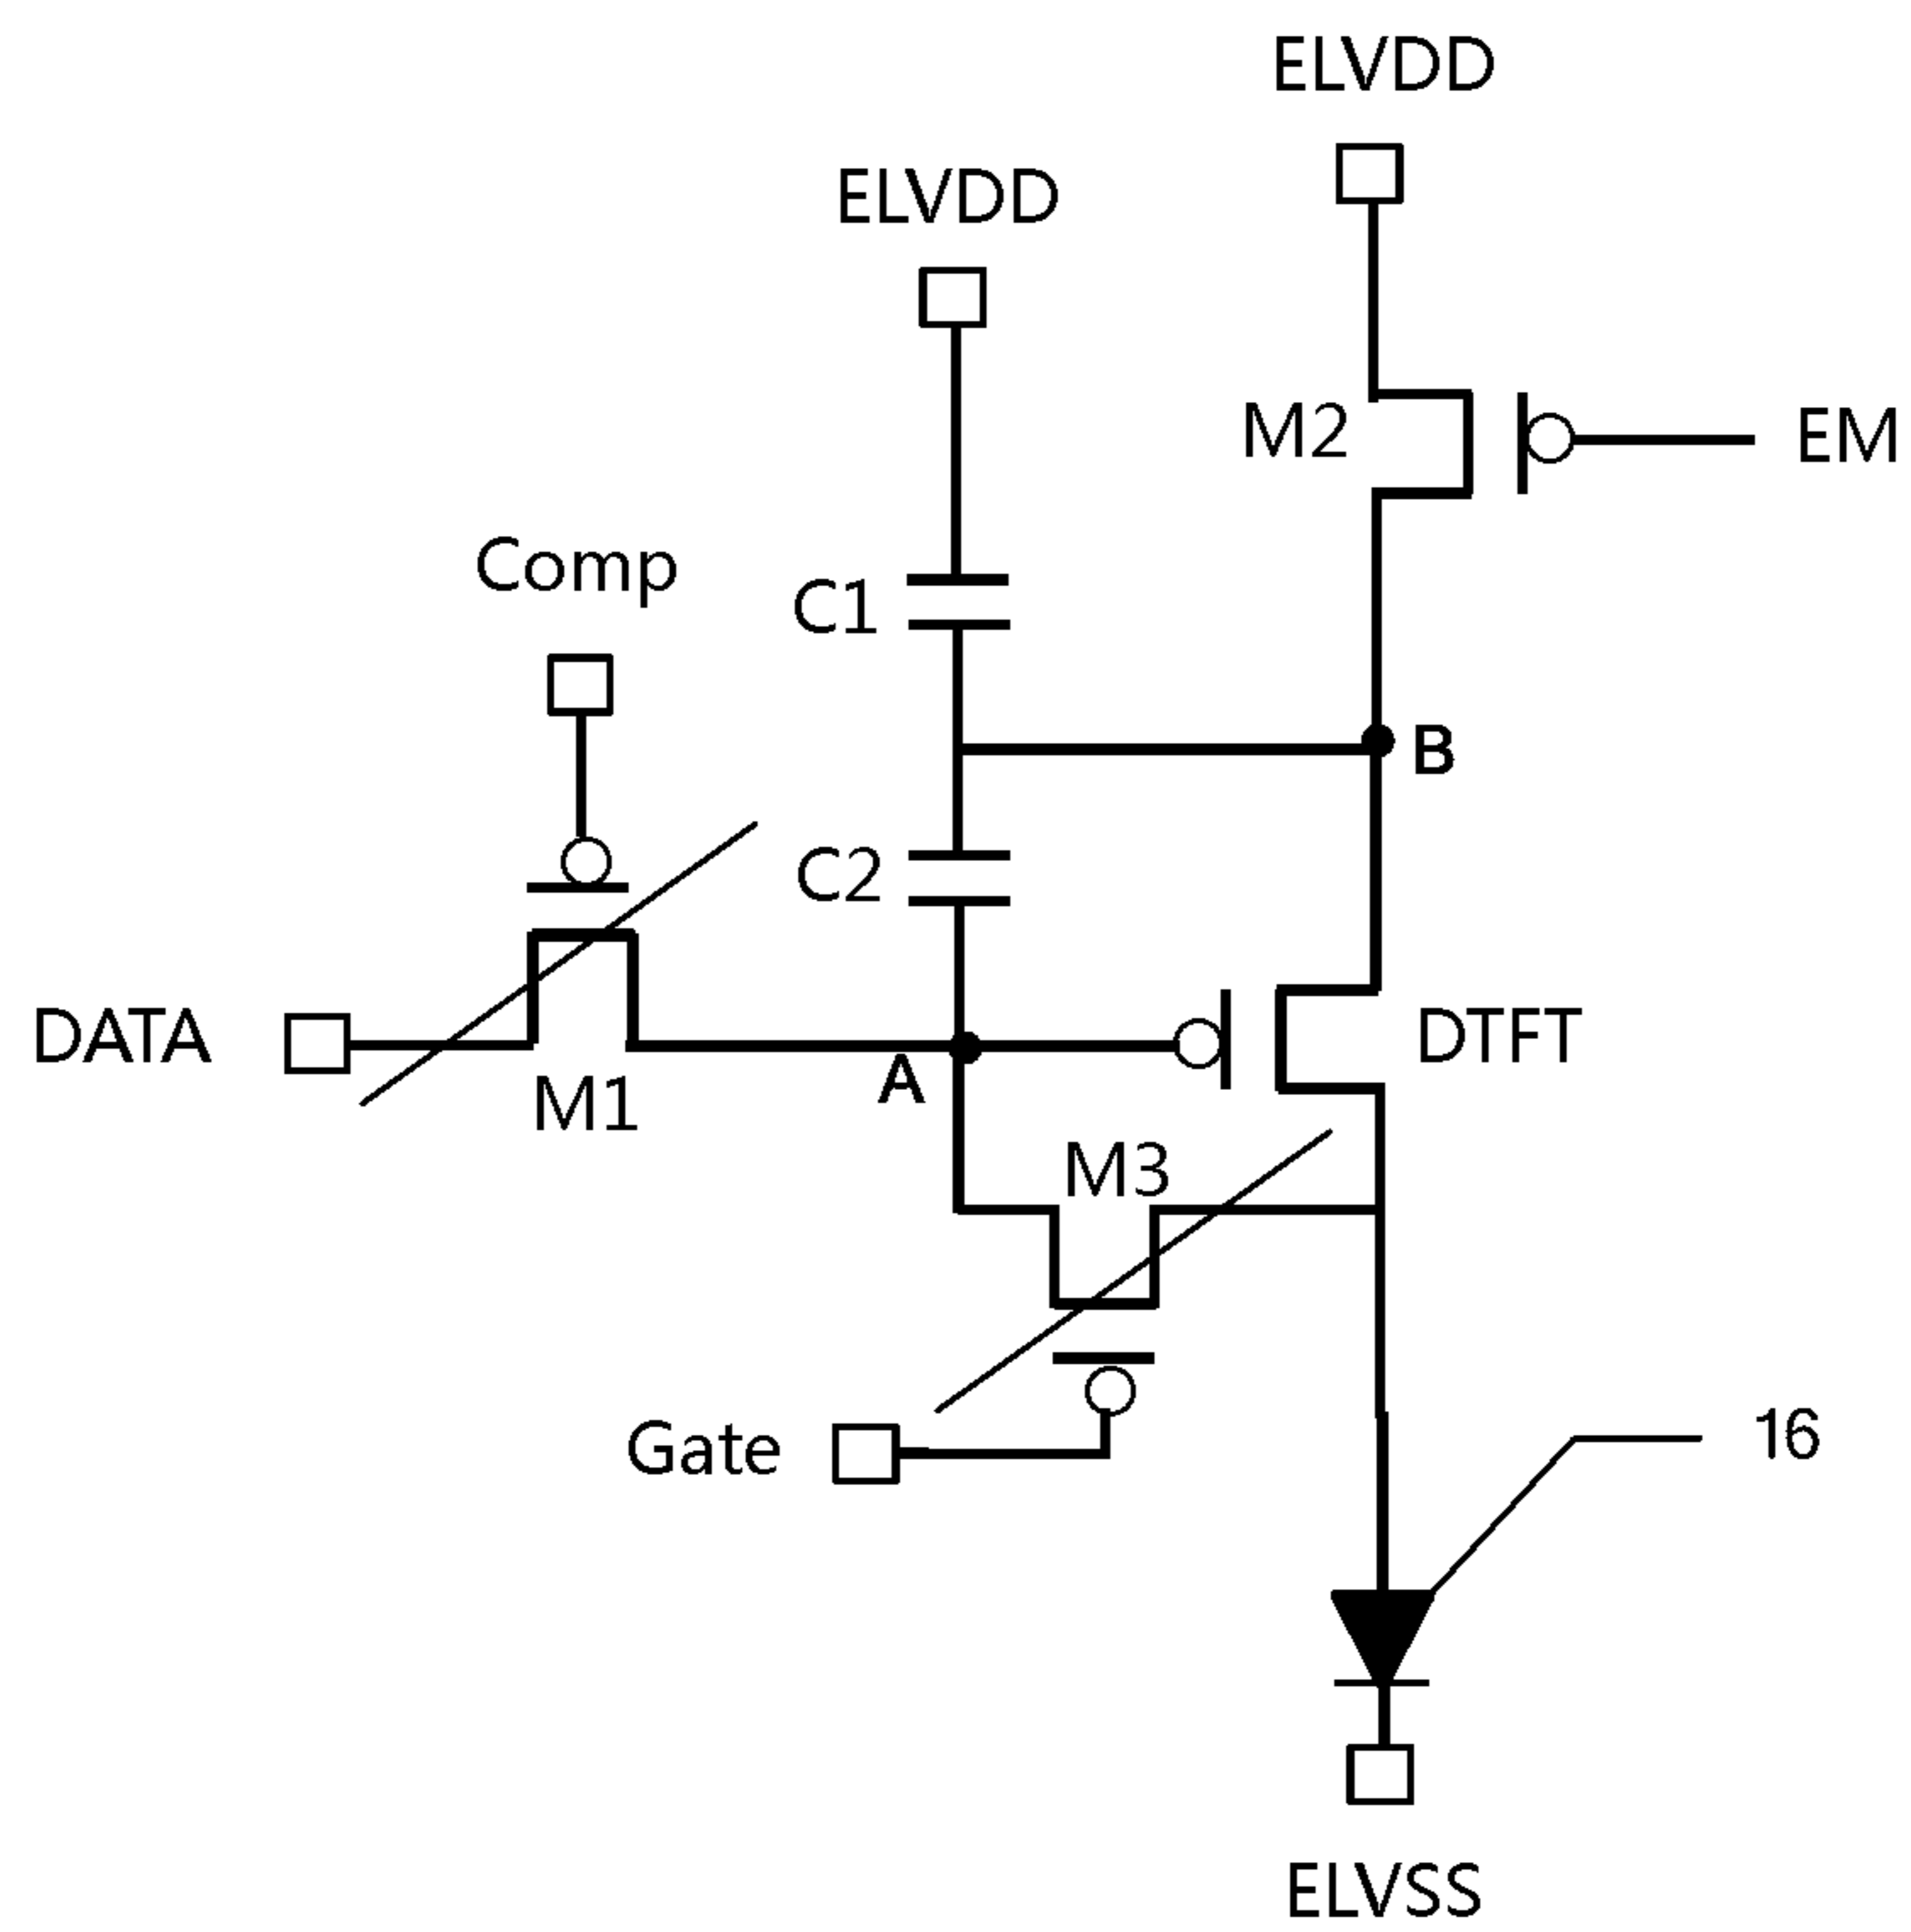 ELVDD
ELVDD
M2
EM
Comp
C1
B
C2
DATA
M1
A
DTFT
M3
Gate
16
ELVSS